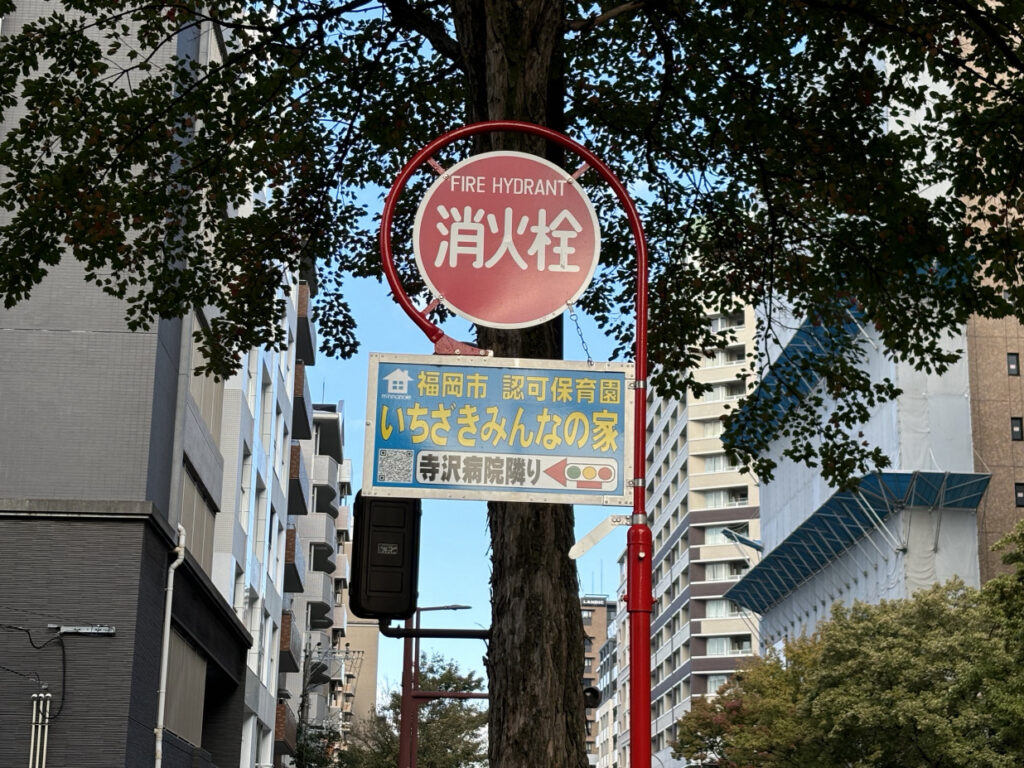 FIRE HYDRANT
消火栓
福岡市 認可保育園
いちざきみんなの家
寺沢病院隣り
LANDIC